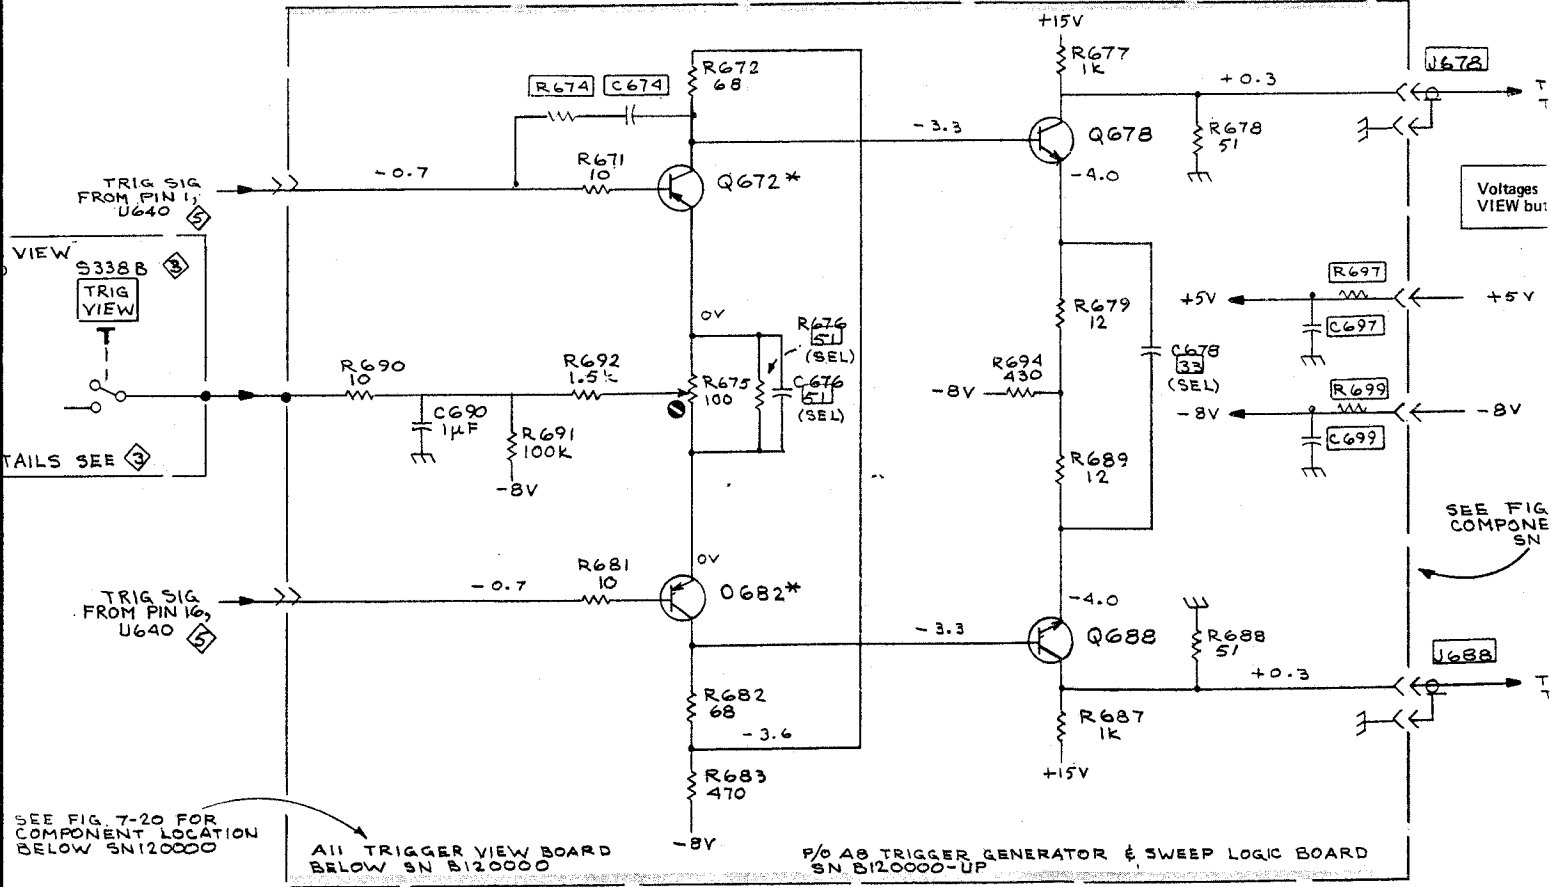 +15V
R677
1K
J678
R672
68
R674
C674
+0.3
T
T
-3.3
Q678
R678
51
R671
10
-0.7
TRIG SIG
FROM PIN 1,
U640 5
Q672*
-4.0
Voltages
VIEW but
VIEW
S338B 3
TRIG
VIEW
R697
+5V
+5V
C697
0V
R679
12
R676
51
(SEL)
R690
10
R692
1.5K
R675
100
C676
51
(SEL)
R694
430
-8V
C678
33
(SEL)
R699
-8V
-8V
C699
C690
1µF
R691
100K
-8V
TAILS SEE 3
R689
12
SEE FIG
COMPONE
SN
0V
R681
10
-0.7
TRIG SIG
FROM PIN 16,
U640 5
Q682*
-4.0
-3.3
Q688
R688
51
J688
+0.3
T
T
R682
68
-3.6
R687
1K
+15V
R683
470
-8V
SEE FIG. 7-20 FOR
COMPONENT LOCATION
BELOW SN120000
A11 TRIGGER VIEW BOARD
BELOW SN B120000
P/O A8 TRIGGER GENERATOR & SWEEP LOGIC BOARD
SN B120000-UP